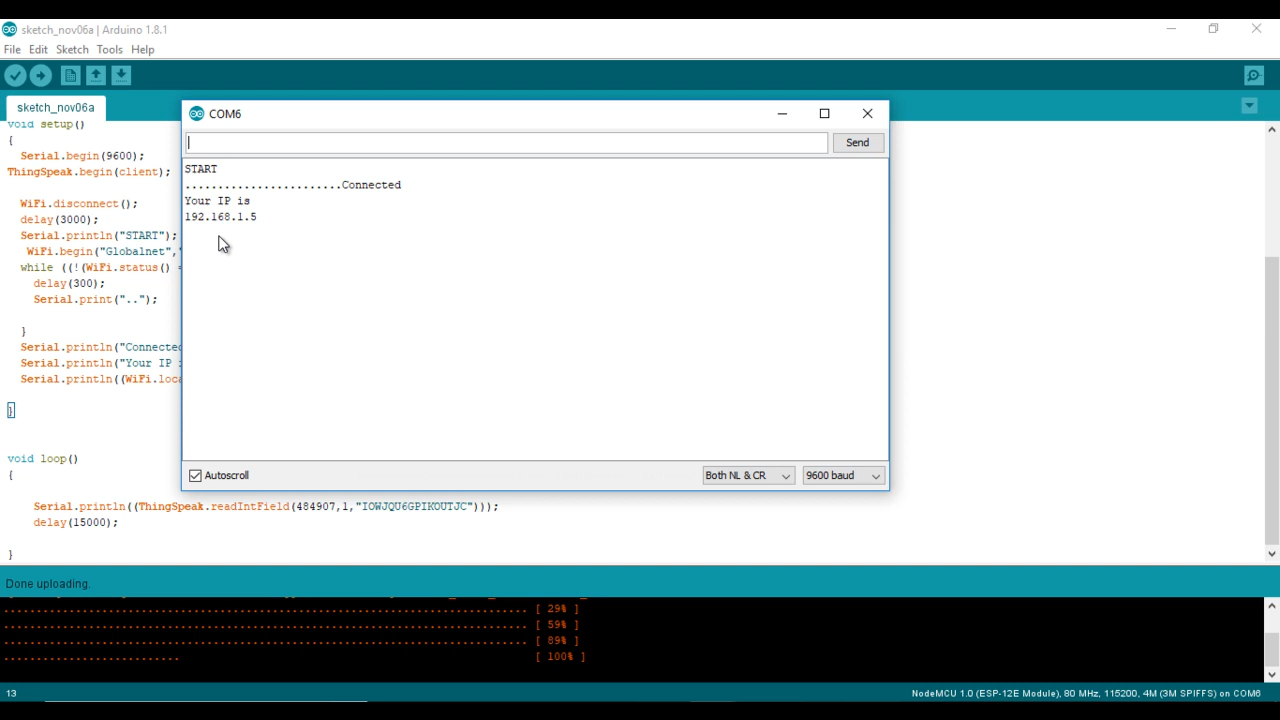 sketch_nov06a | Arduino 1.8.1
File Edit Sketch Tools Help
sketch_nov06a
void setup()
{
Serial.begin(9600);
ThingSpeak.begin(client);
WiFi.disconnect();
delay(3000);
Serial.println("START");
WiFi.begin("Globalnet","
while ((!(WiFi.status() =
delay(300);
Serial.print("..");
}
Serial.println("Connected
Serial.println("Your IP i
Serial.println((WiFi.loca
}
void loop()
{
Serial.println((ThingSpeak.readIntField(484907,1,"IOWJQU6GPIKOUTJC")));
delay(15000);
}
COM6
Send
START
........................Connected
Your IP is
192.168.1.5
Autoscroll
Both NL & CR
9600 baud
Done uploading.
................................................................................ [ 29% ]
................................................................................ [ 59% ]
................................................................................ [ 89% ]
........................... [ 100% ]
13
NodeMCU 1.0 (ESP-12E Module), 80 MHz, 115200, 4M (3M SPIFFS) on COM6